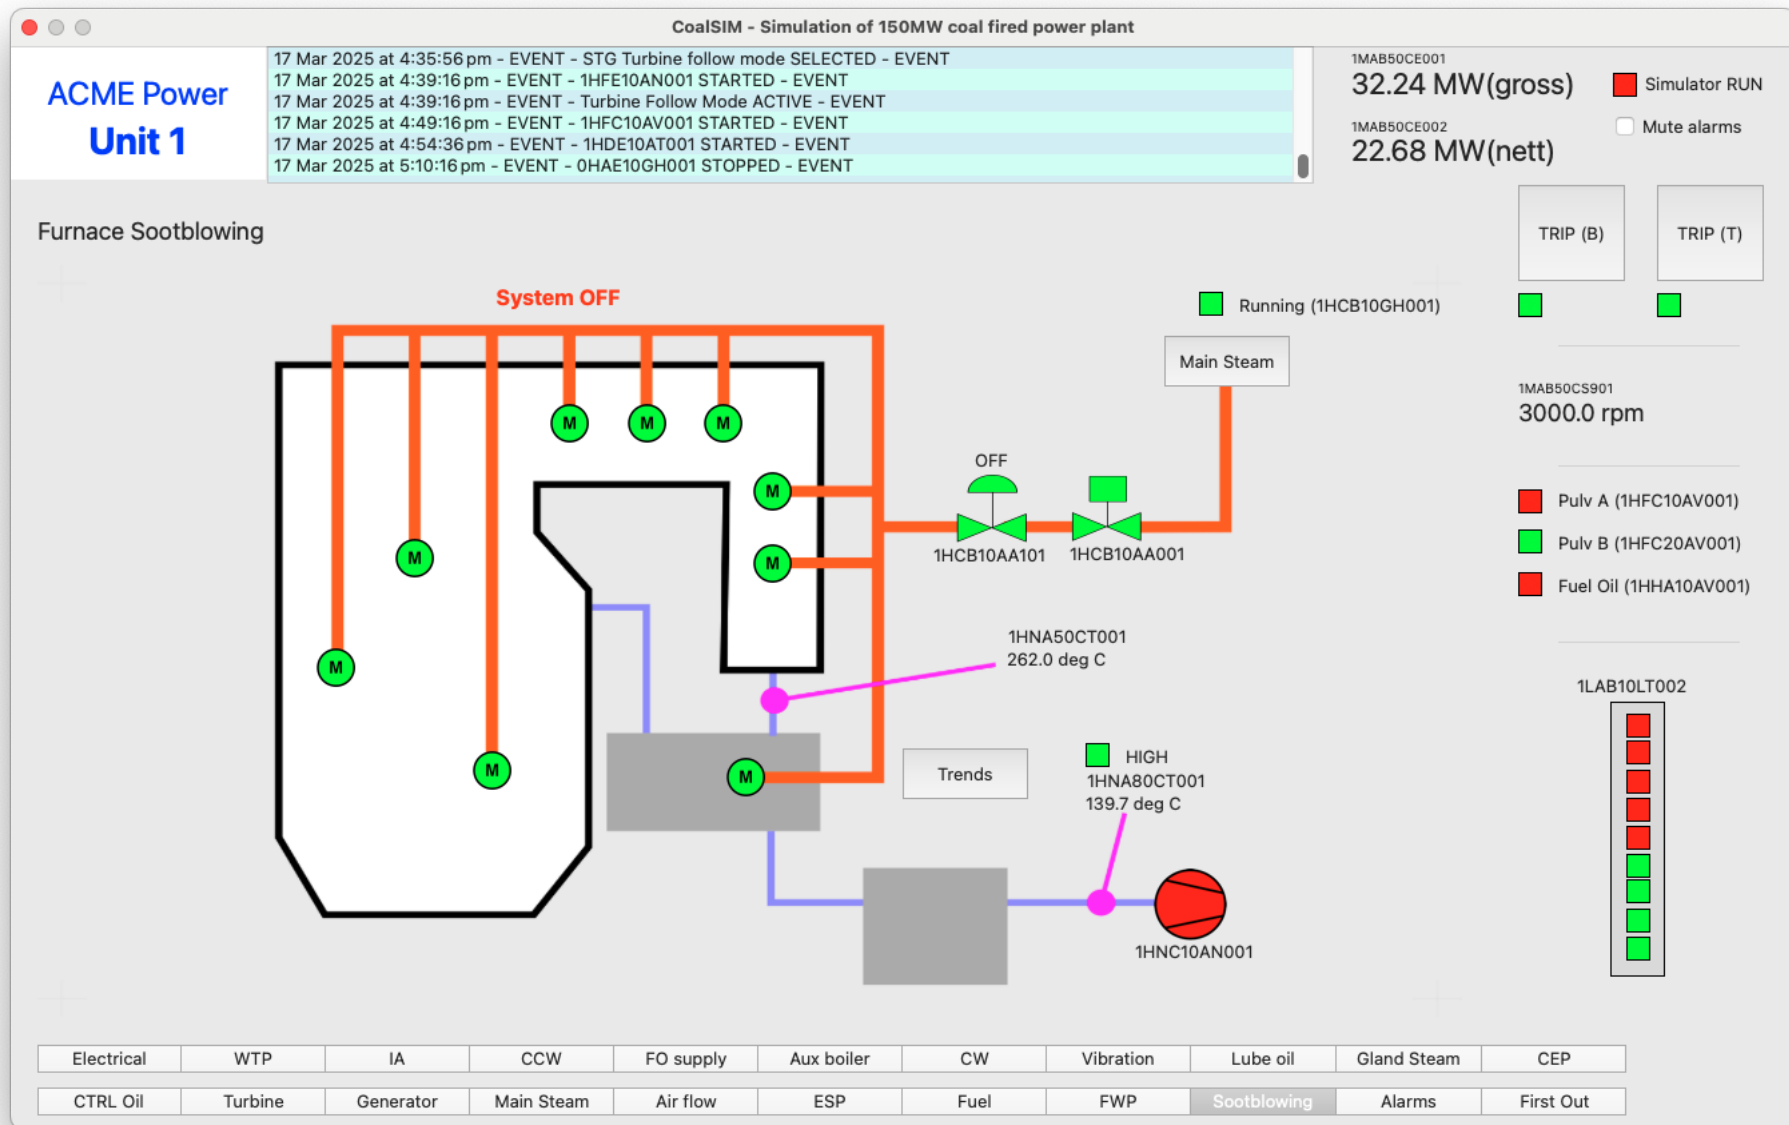 CoalSIM - Simulation of 150MW coal fired power plant
ACME Power
Unit 1
17 Mar 2025 at 4:35:56 pm - EVENT - STG Turbine follow mode SELECTED - EVENT
17 Mar 2025 at 4:39:16 pm - EVENT - 1HFE10AN001 STARTED - EVENT
17 Mar 2025 at 4:39:16 pm - EVENT - Turbine Follow Mode ACTIVE - EVENT
17 Mar 2025 at 4:49:16 pm - EVENT - 1HFC10AV001 STARTED - EVENT
17 Mar 2025 at 4:54:36 pm - EVENT - 1HDE10AT001 STARTED - EVENT
17 Mar 2025 at 5:10:16 pm - EVENT - 0HAE10GH001 STOPPED - EVENT
1MAB50CE001
32.24 MW(gross)
1MAB50CE002
22.68 MW(nett)
Simulator RUN
Mute alarms
TRIP (B)
TRIP (T)
Furnace Sootblowing
System OFF
Running (1HCB10GH001)
Main Steam
1MAB50CS901
3000.0 rpm
M
M
M
M
M
M
M
M
M
OFF
1HCB10AA101
1HCB10AA001
Pulv A (1HFC10AV001)
Pulv B (1HFC20AV001)
Fuel Oil (1HHA10AV001)
1HNA50CT001
262.0 deg C
1LAB10LT002
Trends
HIGH
1HNA80CT001
139.7 deg C
1HNC10AN001
Electrical
WTP
IA
CCW
FO supply
Aux boiler
CW
Vibration
Lube oil
Gland Steam
CEP
CTRL Oil
Turbine
Generator
Main Steam
Air flow
ESP
Fuel
FWP
Sootblowing
Alarms
First Out